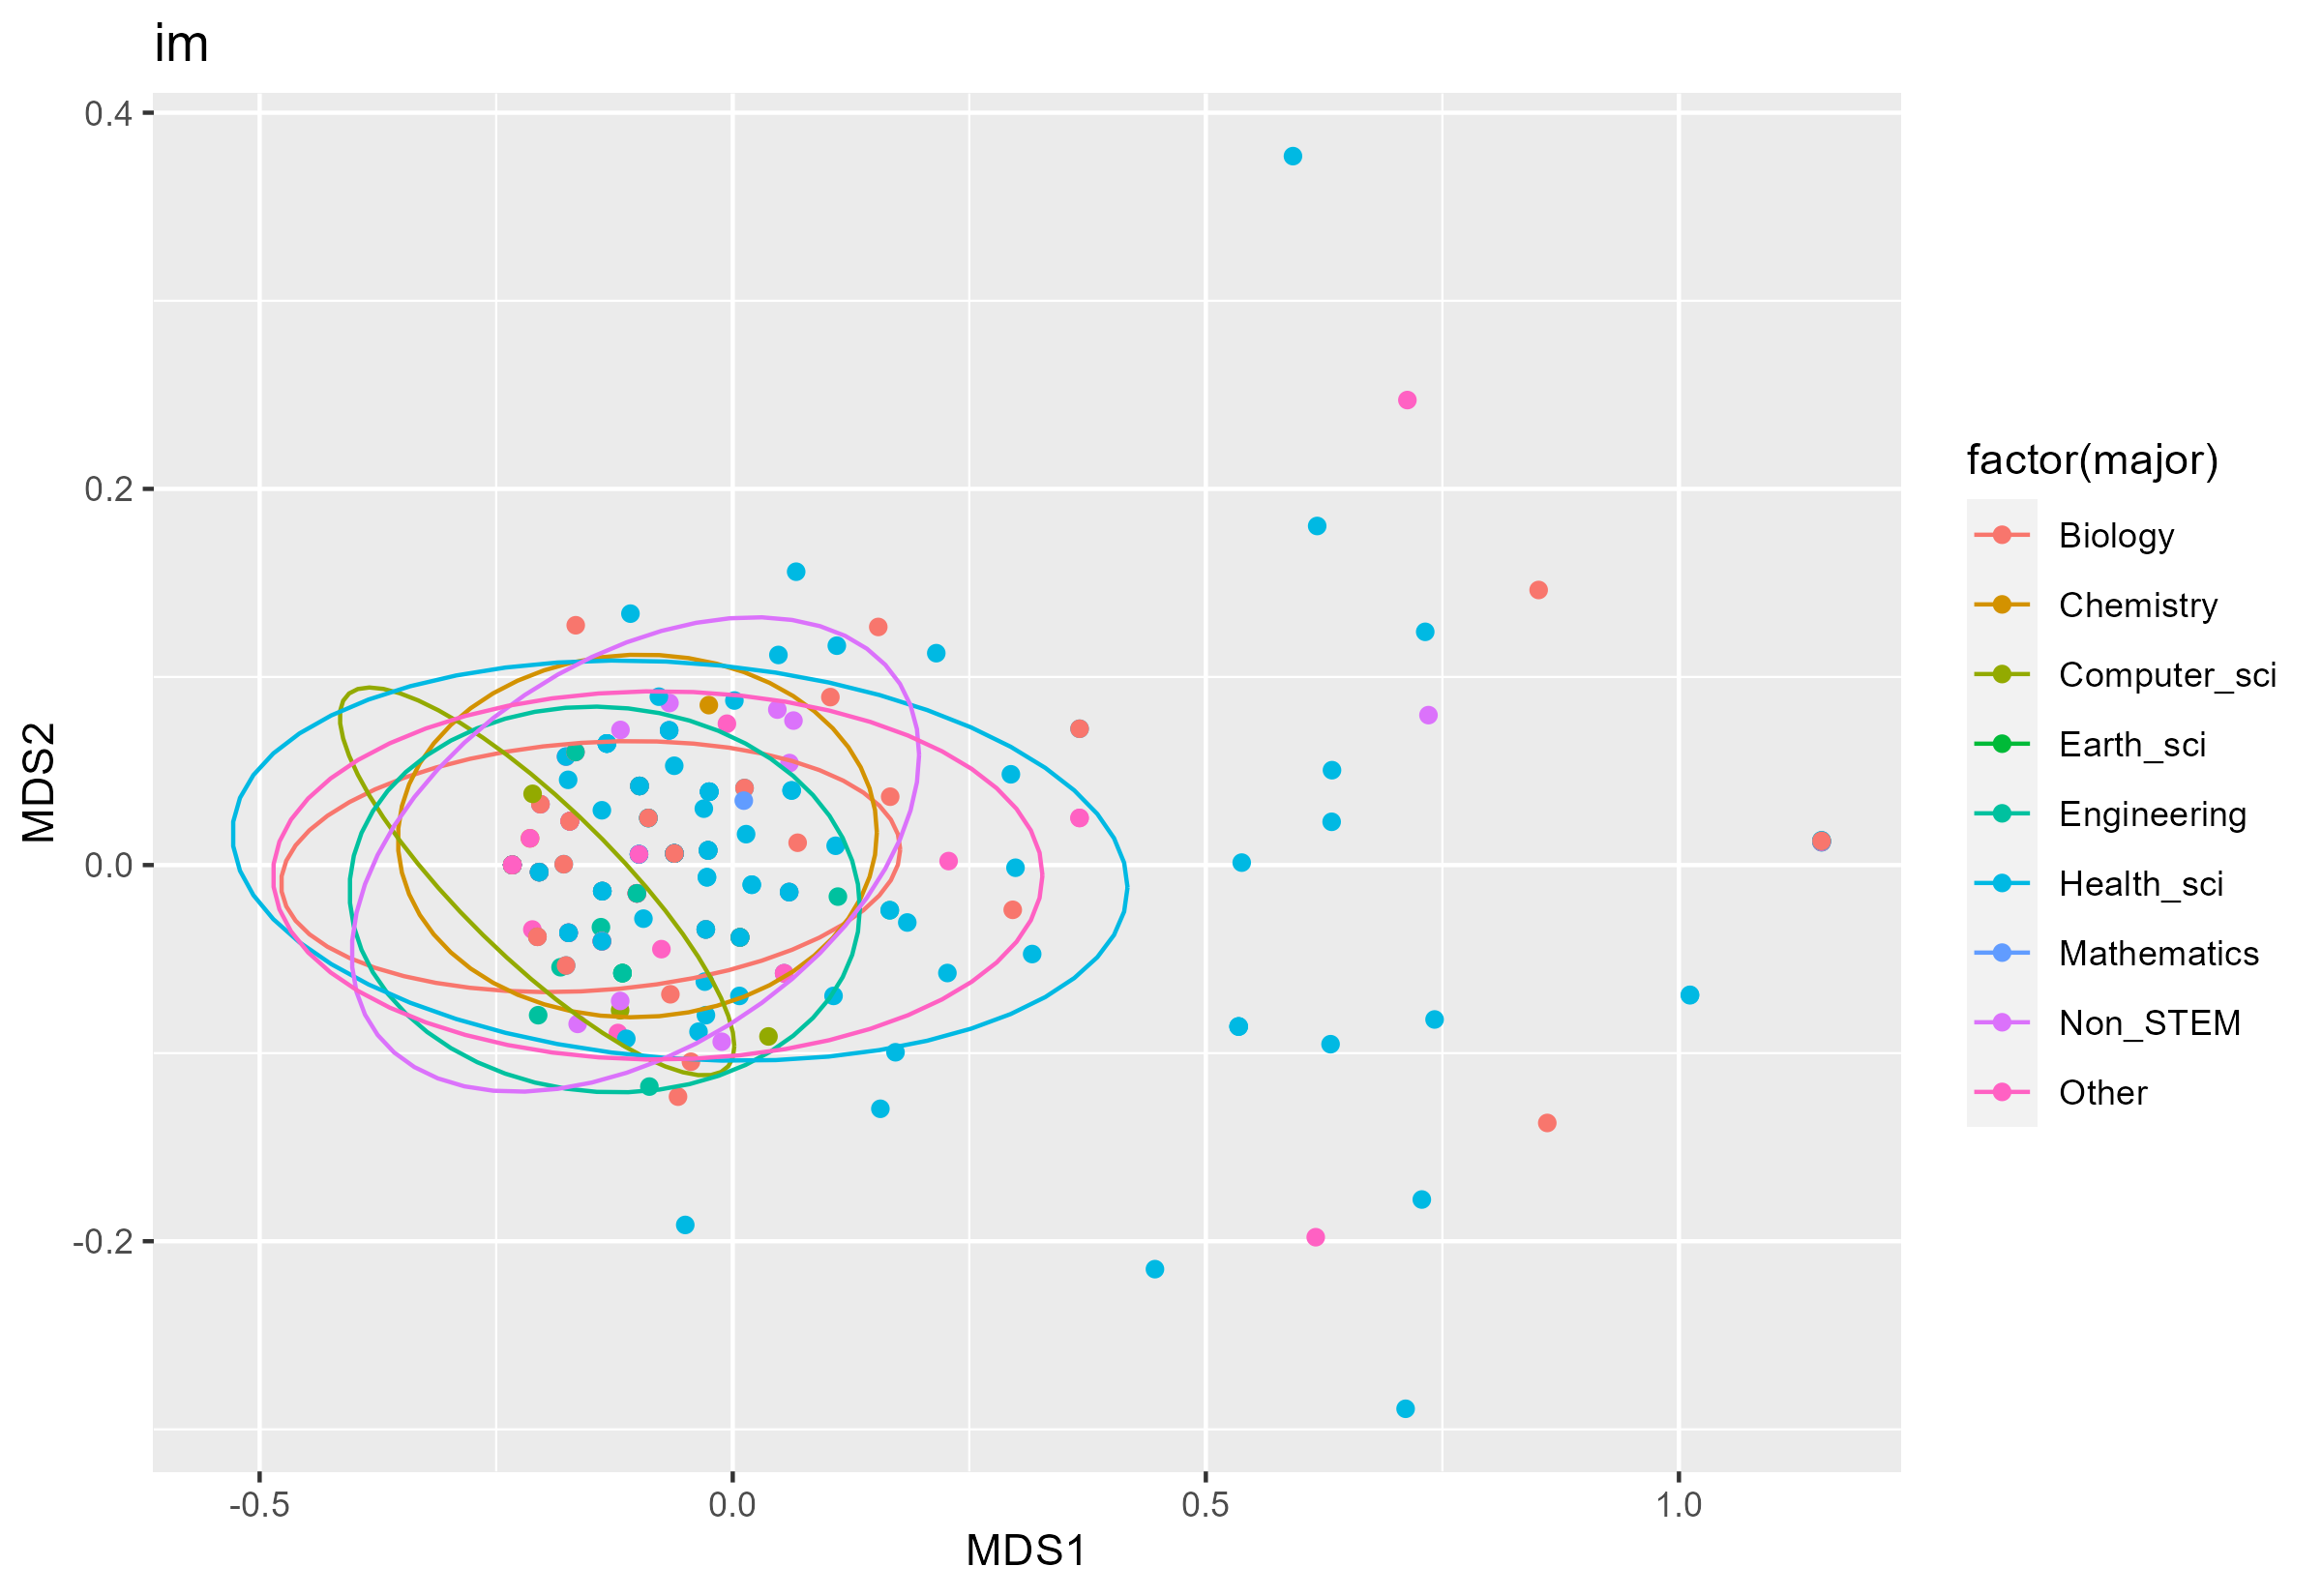 im
0.4
0.2
0.0
-0.2
MDS2
-0.5
0.0
0.5
1.0
MDS1
factor(major)
Biology
Chemistry
Computer_sci
Earth_sci
Engineering
Health_sci
Mathematics
Non_STEM
Other